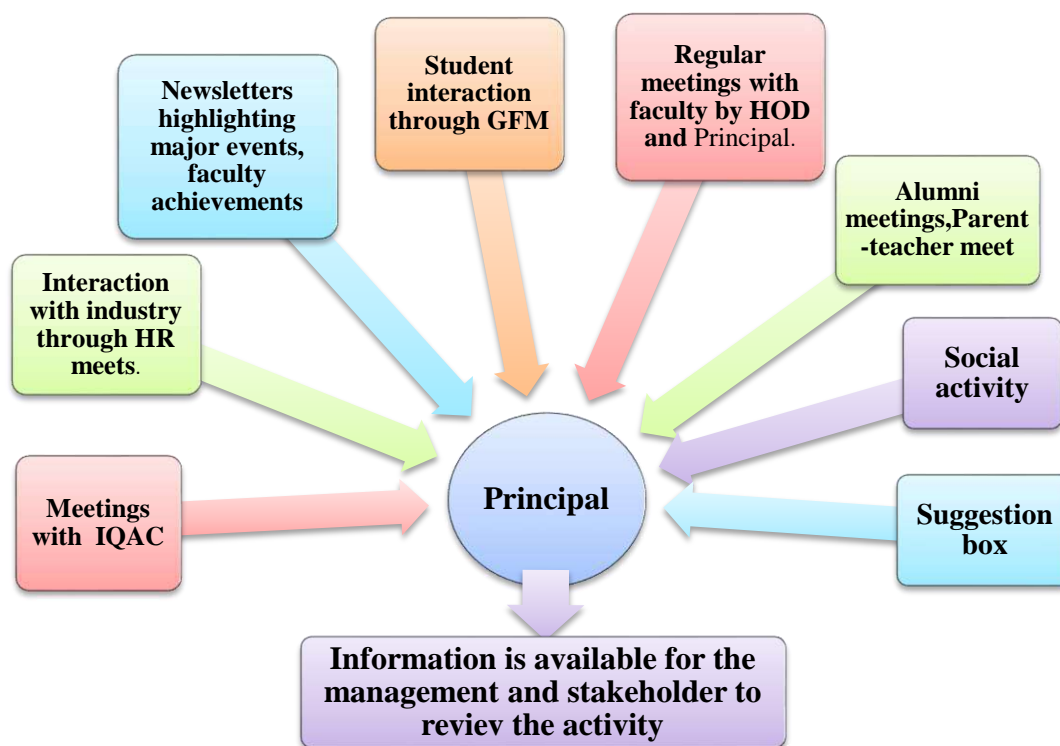 Student
interaction
through GFM
Regular
meetings with
faculty by HOD
and Principal.
Newsletters
highlighting
major events,
faculty
achievements
Alumni
meetings,Parent
-teacher meet
Interaction
with industry
through HR
meets.
Social
activity
Meetings
with IQAC
Principal
Suggestion
box
Information is available for the
management and stakeholder to
reviev the activity